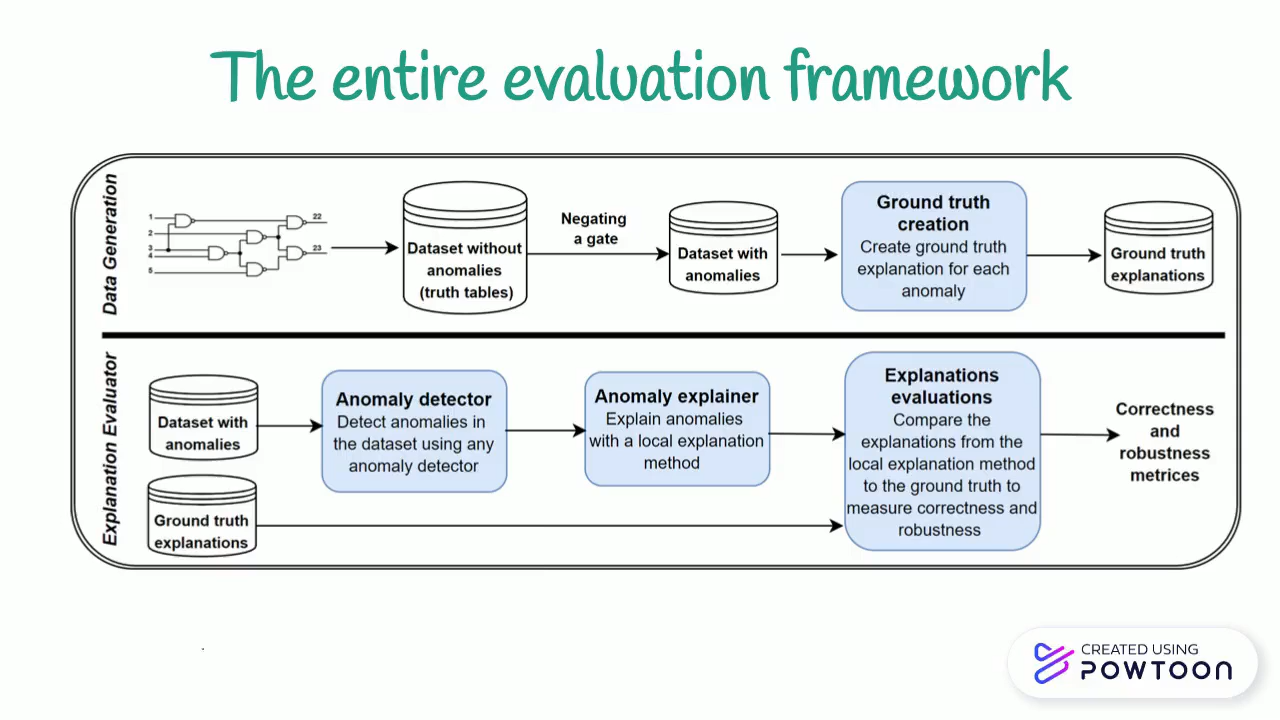 The entire evaluation framework
Data Generation
1
2
3
4
5
22
23
Dataset without
anomalies
(truth tables)
Negating
a gate
Dataset with
anomalies
Ground truth
creation
Create ground truth
explanation for each
anomaly
Ground truth
explanations
Explanation Evaluator
Dataset with
anomalies
Ground truth
explanations
Anomaly detector
Detect anomalies in
the dataset using any
anomaly detector
Anomaly explainer
Explain anomalies
with a local explanation
method
Explanations
evaluations
Compare the
explanations from the
local explanation method
to the ground truth to
measure correctness and
robustness
Correctness
and
robustness
metrices
CREATED USING
POWTOON